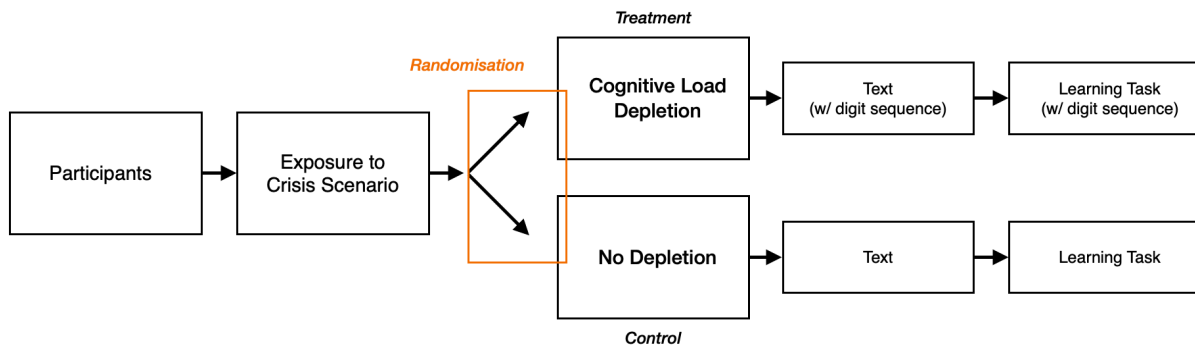 Treatment
Randomisation
Cognitive Load
Depletion
Text
(w/ digit sequence)
Learning Task
(w/ digit sequence)
Participants
Exposure to
Crisis Scenario
No Depletion
Text
Learning Task
Control